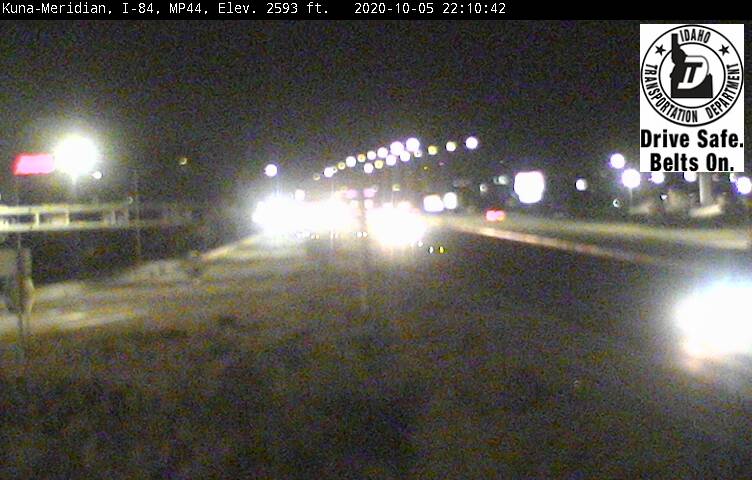 Kuna-Meridian, I-84, MP44, Elev. 2593 ft. 2020-10-05 22:10:42
IDAHO
TRANSPORTATION DEPARTMENT
Drive Safe.
Belts On.